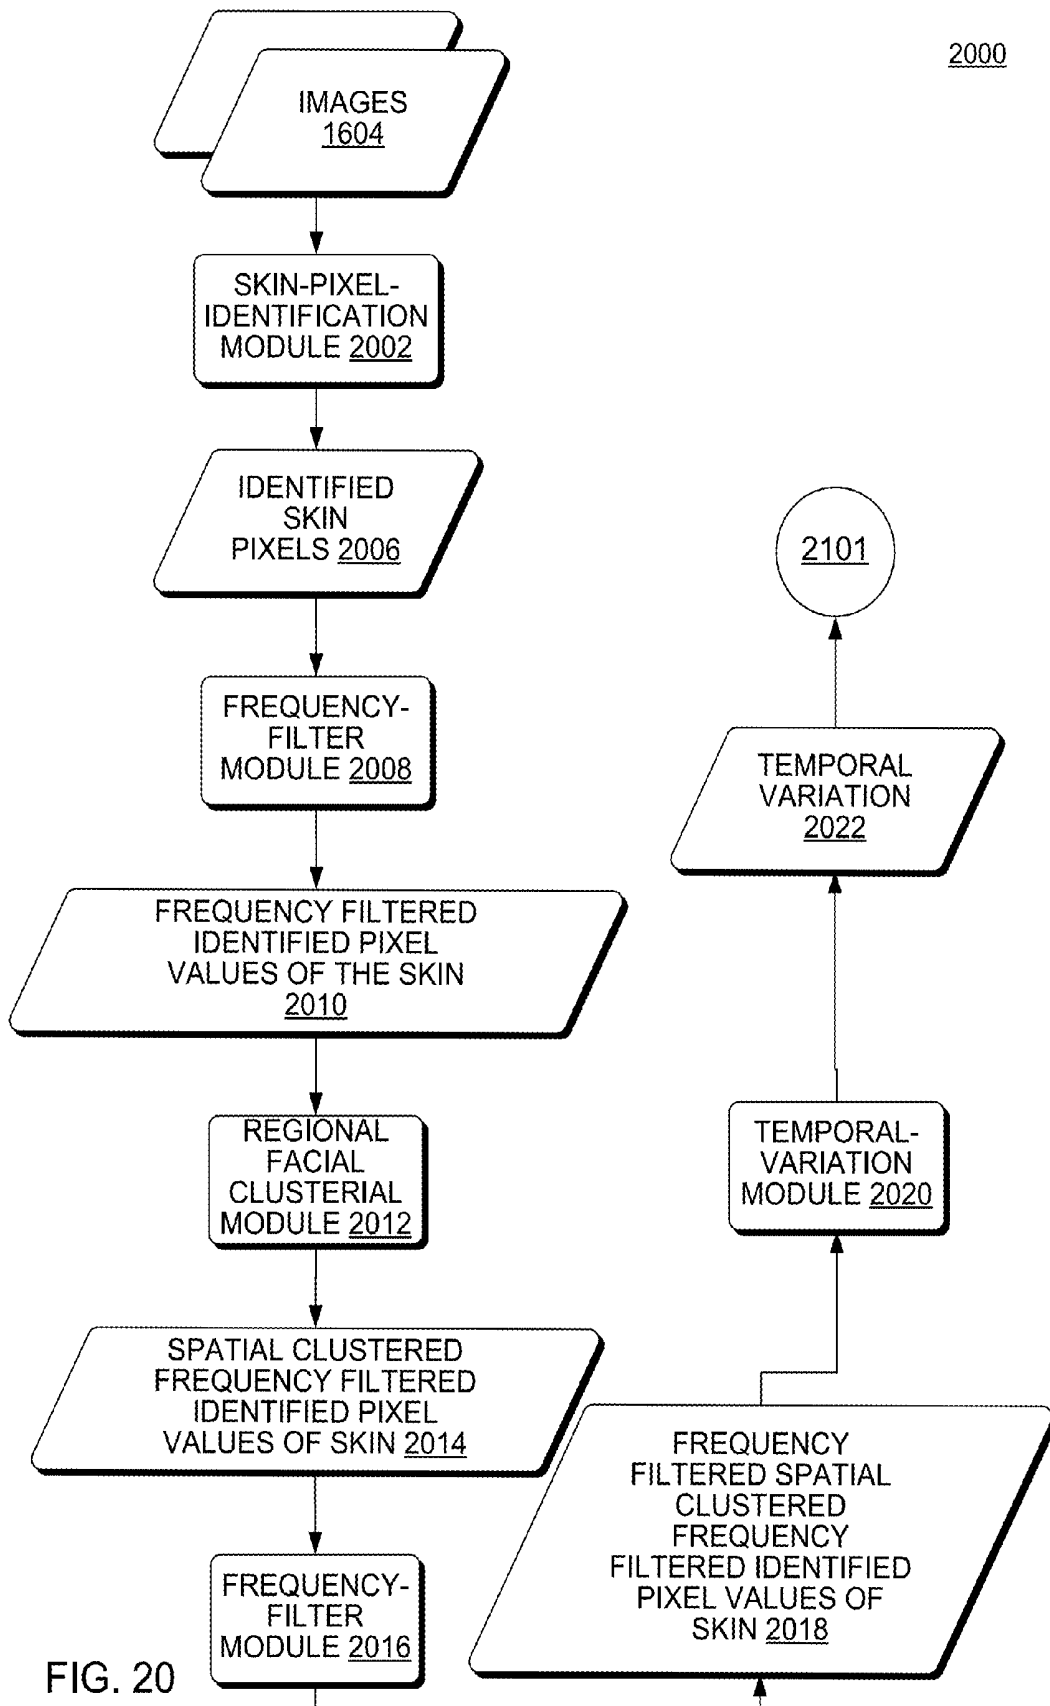 2000
IMAGES
1604
SKIN-PIXEL-
IDENTIFICATION
MODULE 2002
IDENTIFIED
SKIN
PIXELS 2006
FREQUENCY-
FILTER
MODULE 2008
FREQUENCY FILTERED
IDENTIFIED PIXEL
VALUES OF THE SKIN
2010
REGIONAL
FACIAL
CLUSTERIAL
MODULE 2012
SPATIAL CLUSTERED
FREQUENCY FILTERED
IDENTIFIED PIXEL
VALUES OF SKIN 2014
FREQUENCY-
FILTER
MODULE 2016
FREQUENCY
FILTERED SPATIAL
CLUSTERED
FREQUENCY
FILTERED IDENTIFIED
PIXEL VALUES OF
SKIN 2018
TEMPORAL-
VARIATION
MODULE 2020
TEMPORAL
VARIATION
2022
2101
FIG. 20